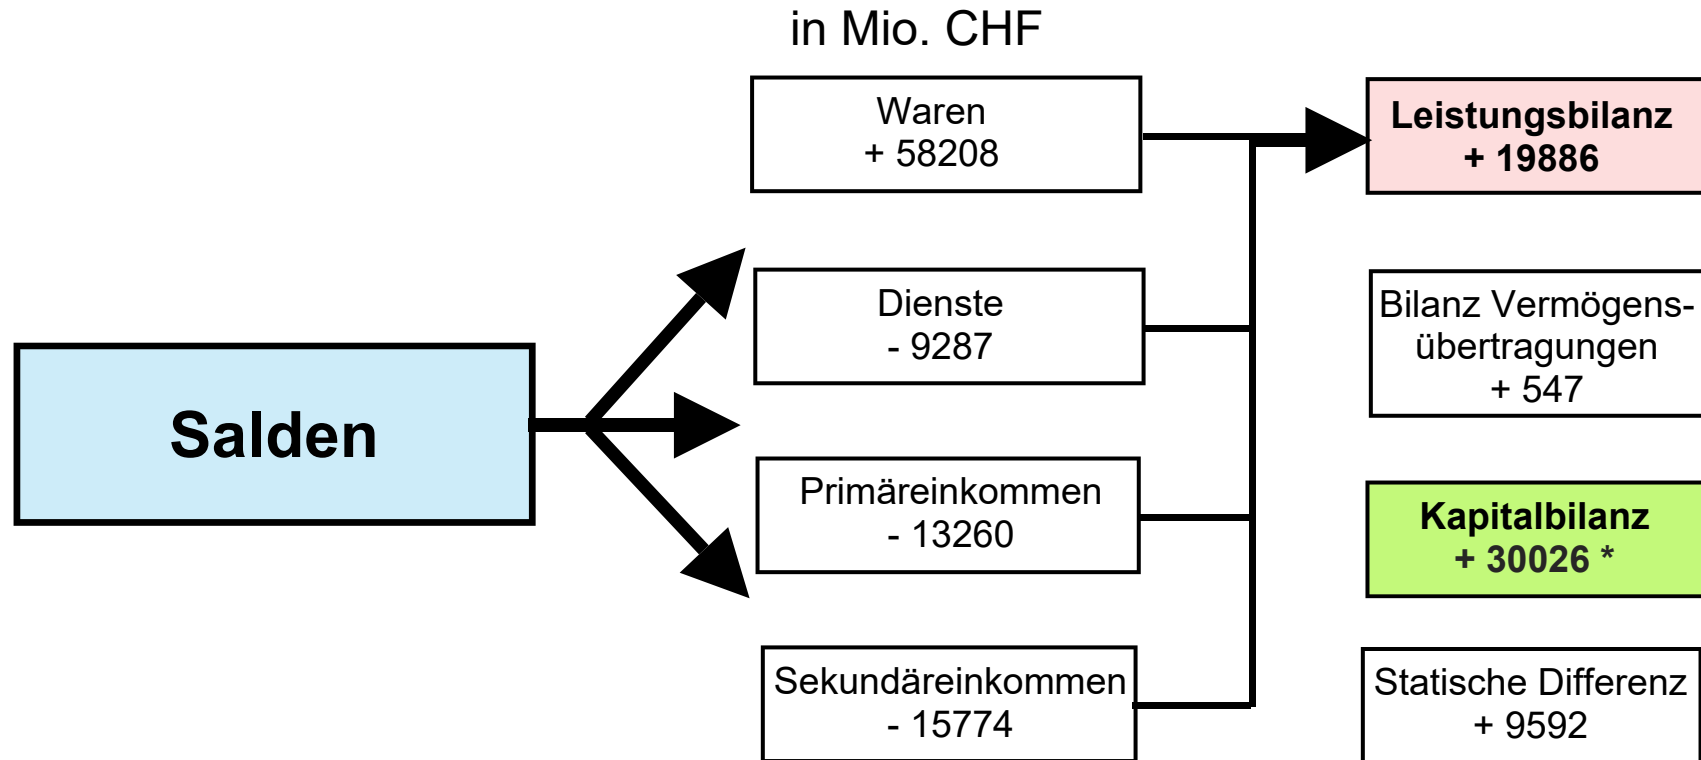 in Mio. CHF
Salden
Waren
+ 58208
Dienste
- 9287
Primäreinkommen
- 13260
Sekundäreinkommen
- 15774
Leistungsbilanz
+ 19886
Bilanz Vermögens-
übertragungen
+ 547
Kapitalbilanz
+ 30026 *
Statische Differenz
+ 9592